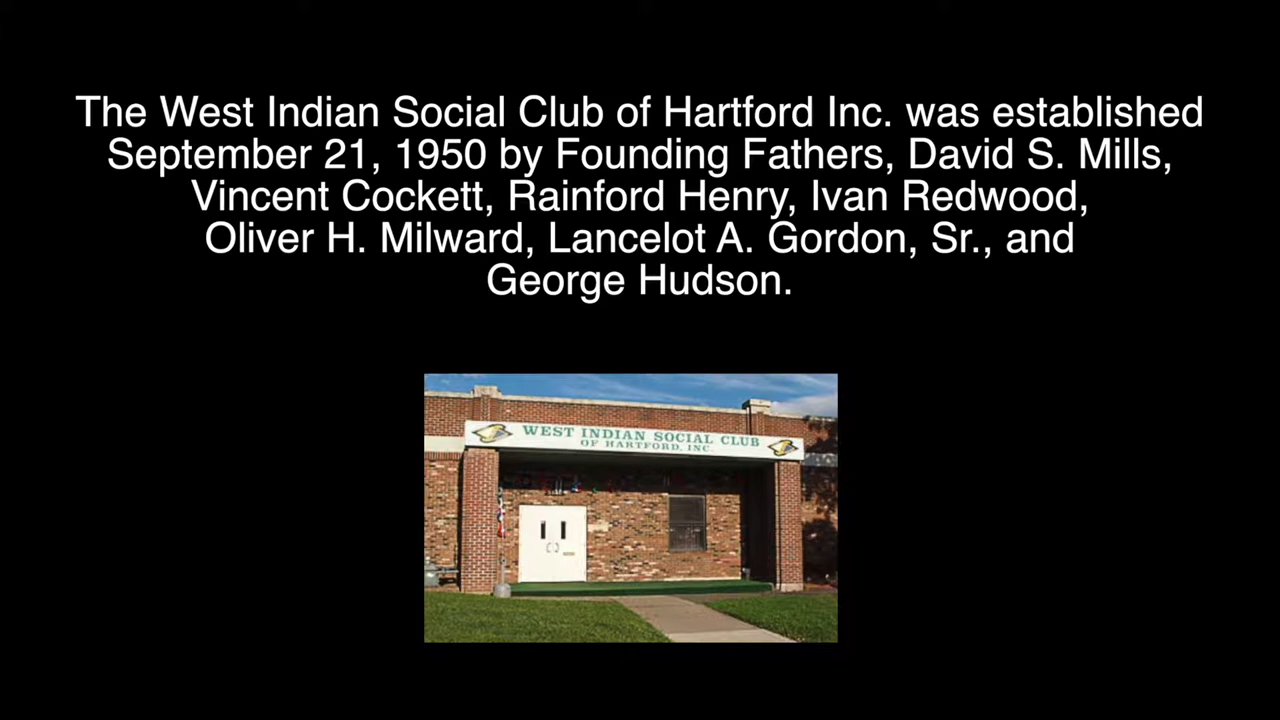 The West Indian Social Club of Hartford Inc. was established
September 21, 1950 by Founding Fathers, David S. Mills,
Vincent Cockett, Rainford Henry, Ivan Redwood,
Oliver H. Milward, Lancelot A. Gordon, Sr., and
George Hudson.
WEST INDIAN SOCIAL CLUB
OF HARTFORD, INC.